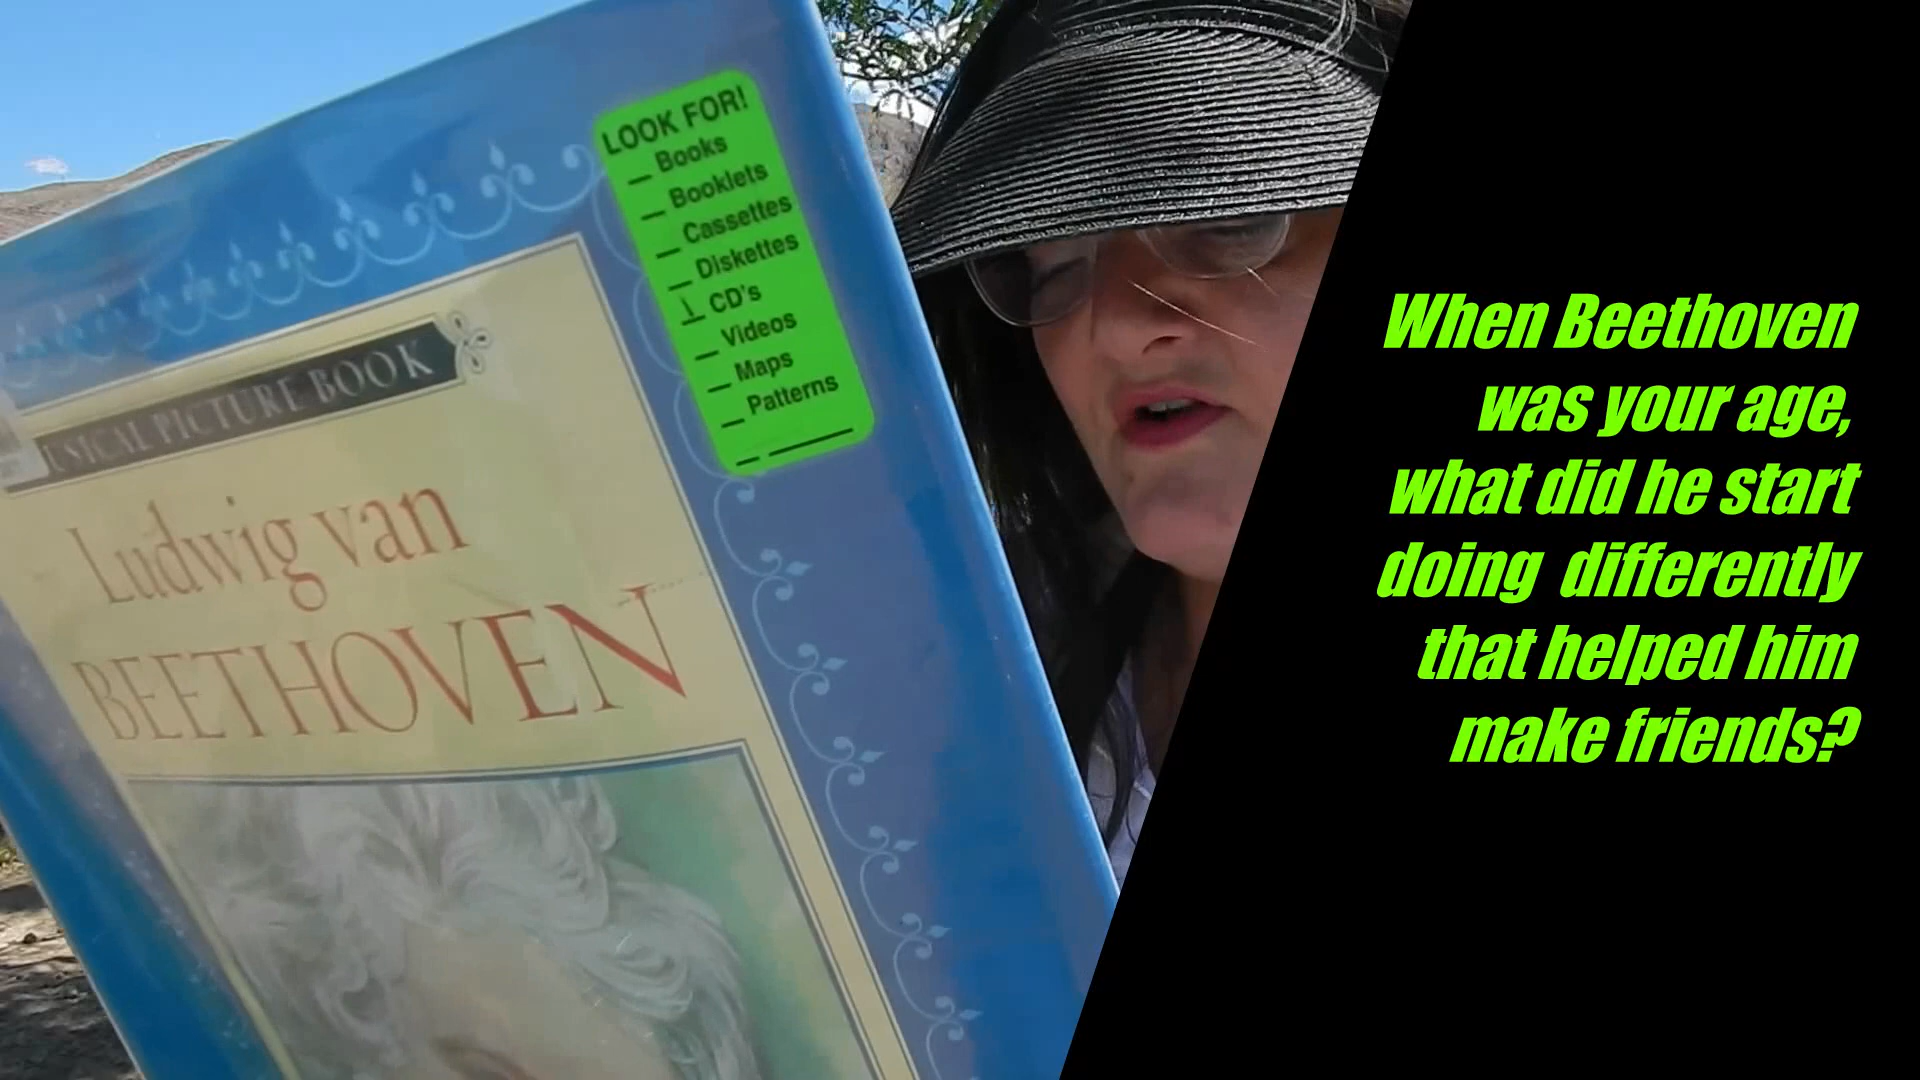 LOOK FOR!
Books
Booklets
Cassettes
Diskettes
CD's
Videos
Maps
Patterns
PICTURE BOOK
Ludwig van
BEETHOVEN
When Beethoven
was your age,
what did he start
doing differently
that helped him
make friends?